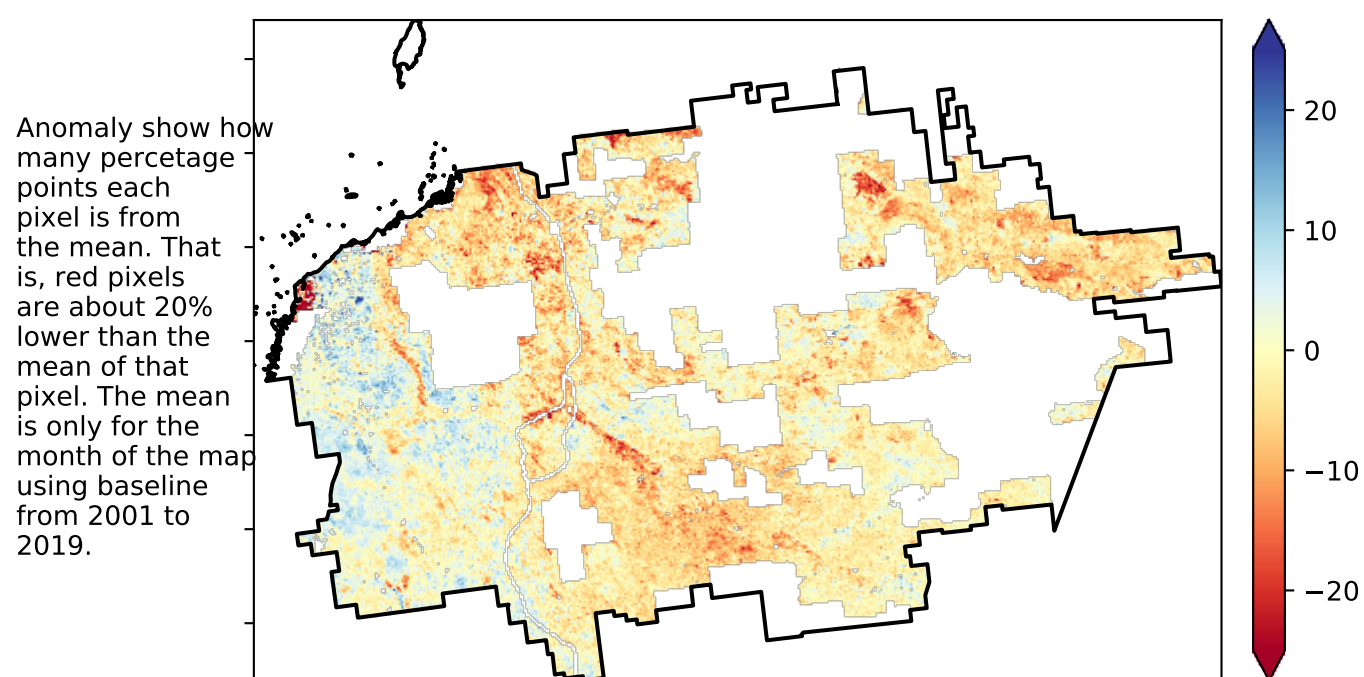 Anomaly show how
many percetage
points each
pixel is from
the mean. That
is, red pixels
are about 20%
lower than the
mean of that
pixel. The mean
is only for the
month of the map
using baseline
from 2001 to
2019.
20
10
0
−10
−20